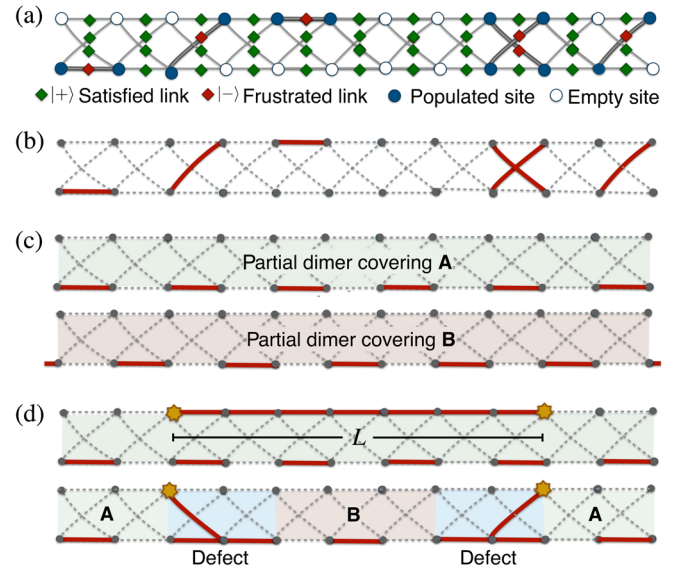 (a)
|+⟩ Satisfied link |−⟩ Frustrated link Populated site Empty site
(b)
(c)
Partial dimer covering A
Partial dimer covering B
(d)
L
A B A
Defect Defect